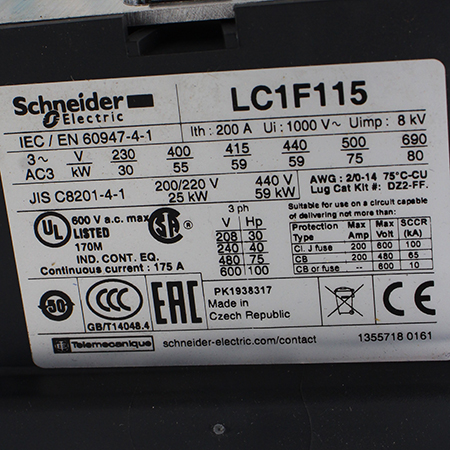 Schneider Electric LC1F115
IEC / EN 60947-4-1 Ith : 200 A Ui : 1000 V~ Uimp : 8 kV
3~ V 230 400 415 440 500 690
AC3 kW 30 55 59 59 75 80
JIS C8201-4-1 200/220 V 440 V
25 kW 59 kW
AWG : 2/0-14 75°C-CU
Lug Cat Kit #: DZ2-FF.
UL LISTED 170M
600 V a.c. max
SA
IND. CONT. EQ.
Continuous current : 175 A
3 ph
V Hp
208 30
240 40
480 75
600 100
Suitable for use on a circuit capable
of delivering not more than:
Protection Type Max Amp Max Volt SCCR (kA)
Cl. J fuse 200 600 100
CB 200 480 65
CB or fuse -- 600 10
50
CCC
GB/T14048.4
EAC
PK1938317
Made in
Czech Republic
CE
Telemecanique schneider-electric.com/contact 1355718 0161